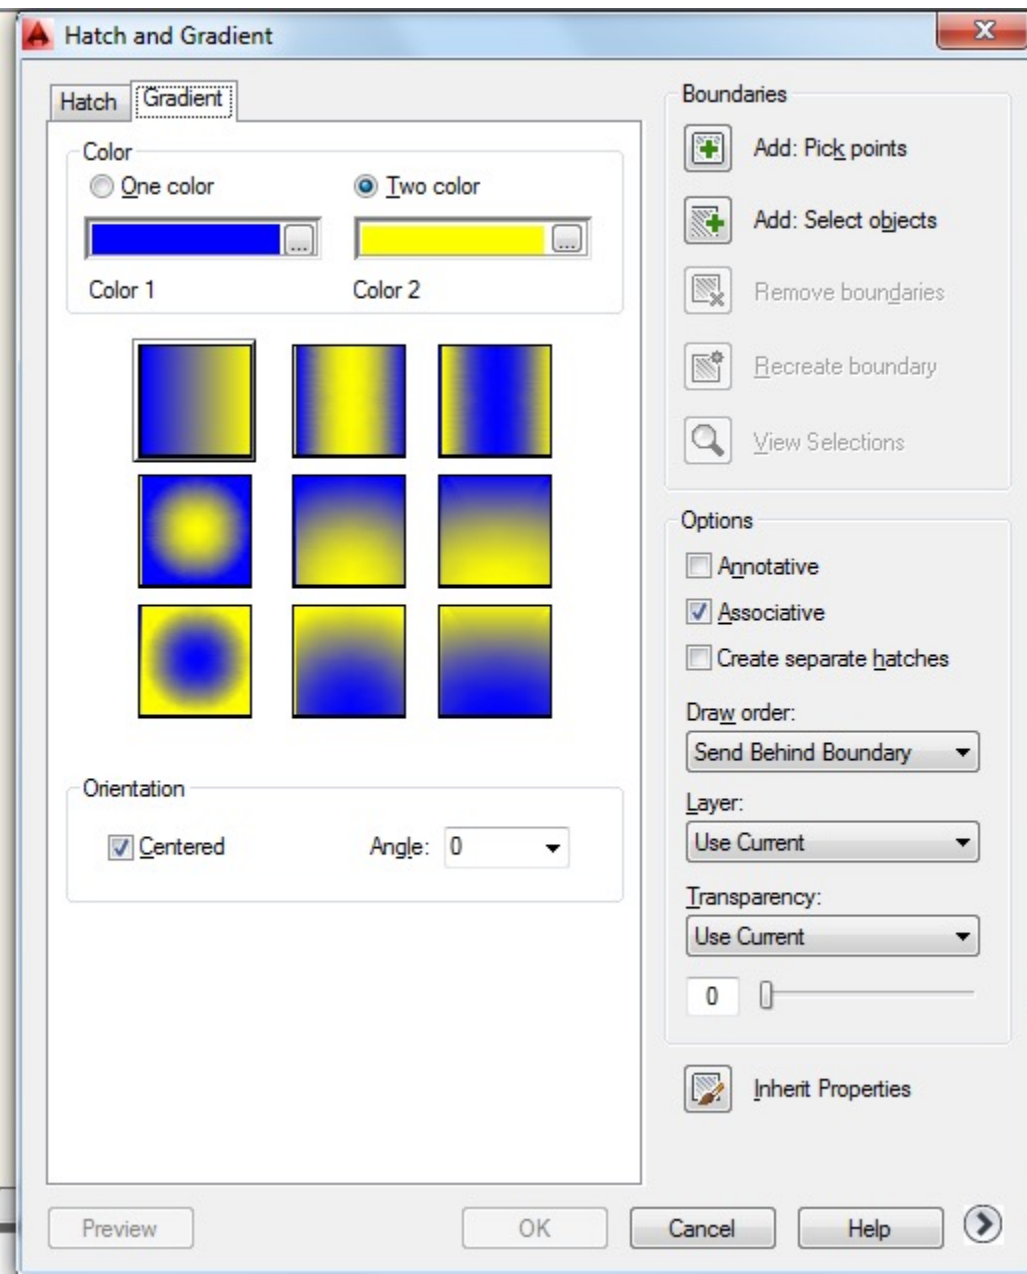 Hatch and Gradient
X
Hatch
Gradient
Color
One color
Two color
...
...
Color 1
Color 2
Orientation
Centered
Angle: 0
Boundaries
Add: Pick points
Add: Select objects
Remove boundaries
Recreate boundary
View Selections
Options
Annotative
Associative
Create separate hatches
Draw order:
Send Behind Boundary
Layer:
Use Current
Transparency:
Use Current
0
Inherit Properties
Preview
OK
Cancel
Help